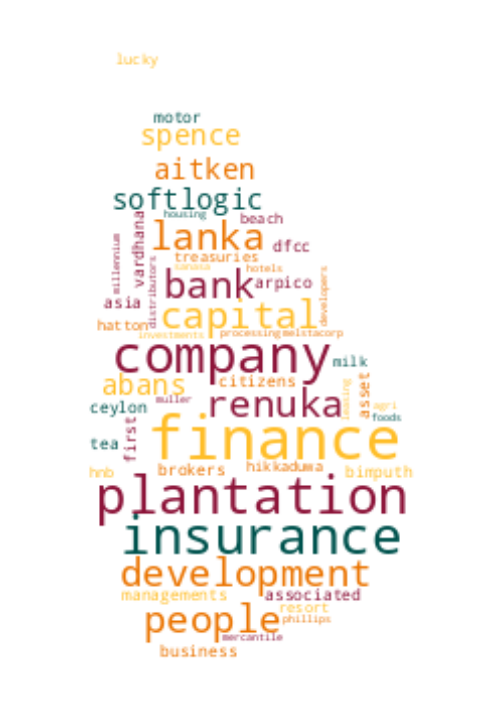 lucky
motor
spence
aitken
softlogic
housing
beach
vardhana
lanka
millennium
dfcc
treasuries
distributors
sanasa
hotels
developers
bank
arpico
asia
capital
hatton
investments
processing
melstacorp
company
milk
abans
citizens
asset
leasing
muller
renuka
agri
ceylon
foods
first
finance
tea
hnb
brokers
hikkaduwa
bimputh
plantation
insurance
development
managements
associated
resort
people
phillips
mercantile
business